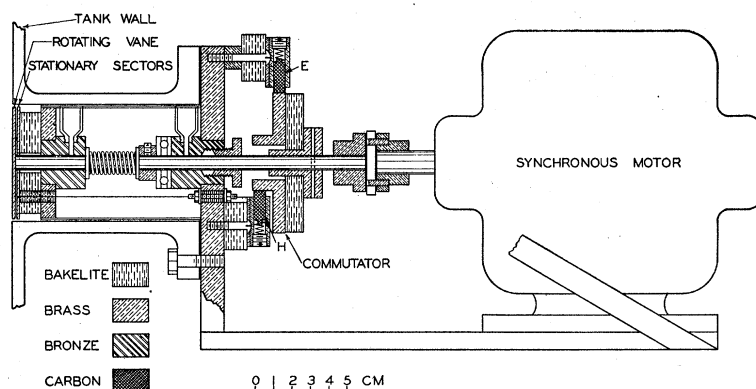 TANK WALL
ROTATING VANE
STATIONARY SECTORS
E
SYNCHRONOUS MOTOR
H
COMMUTATOR
BAKELITE
BRASS
BRONZE
CARBON
0 1 2 3 4 5 CM